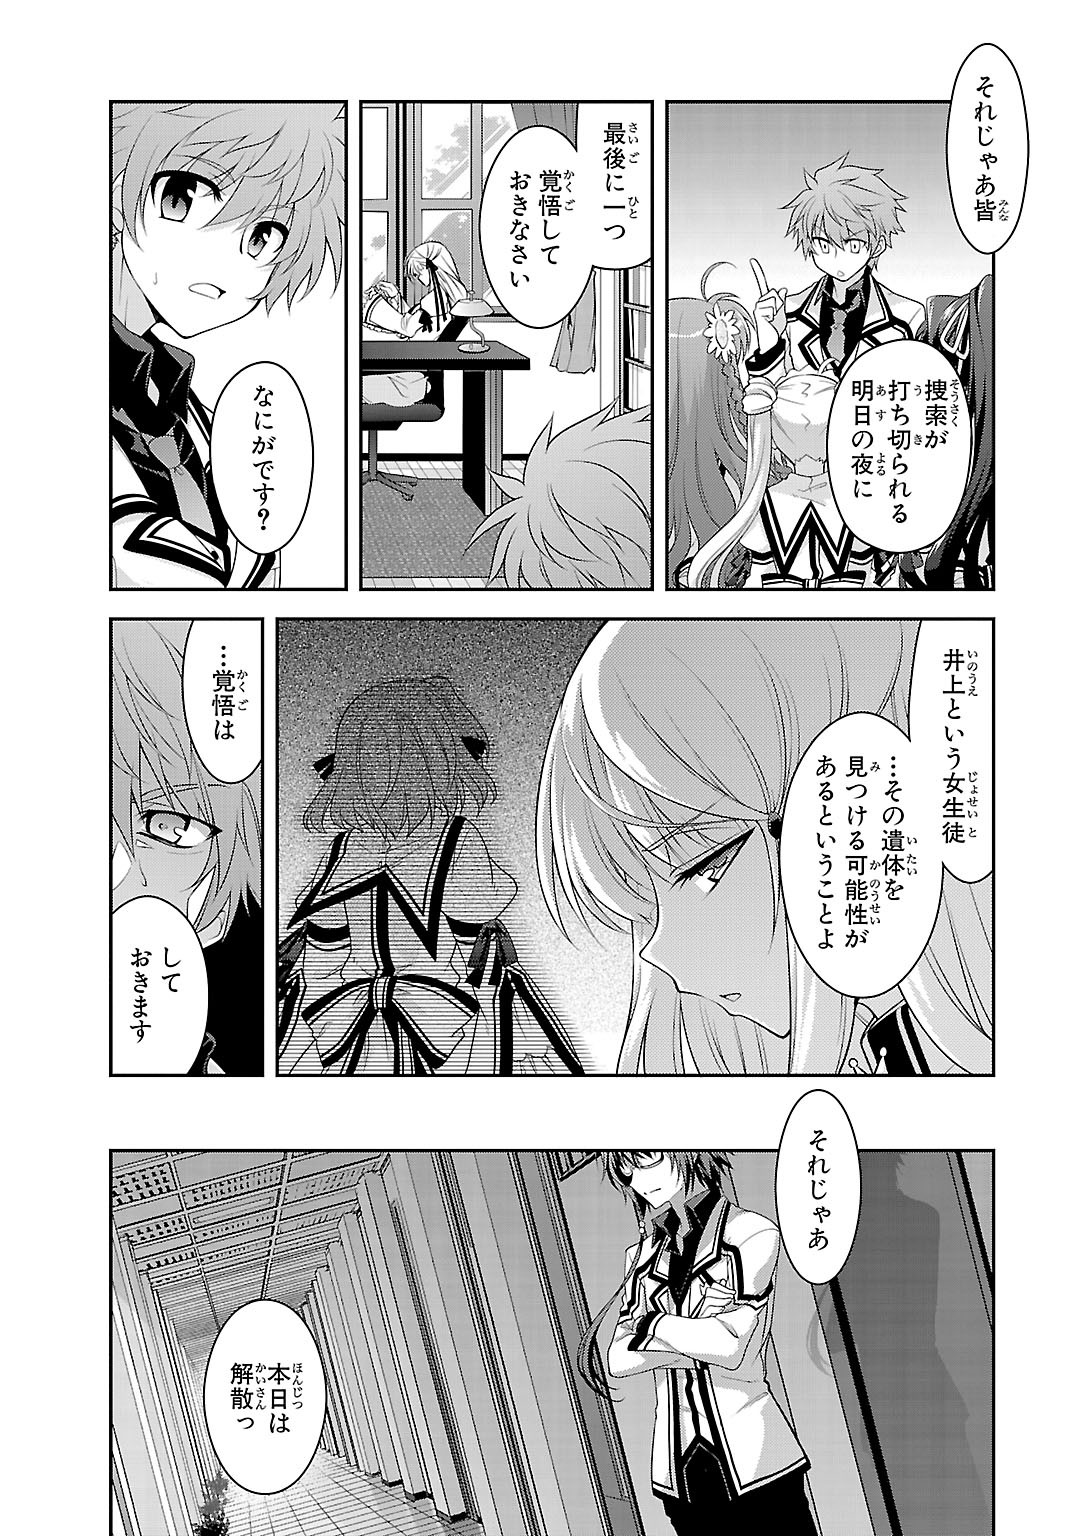 それじゃあ皆
捜索が
打ち切られる
明日の夜に
最後に一つ
覚悟して
おきなさい
なにがです?
井上という女生徒
…その遺体を
見つける可能性が
あるということよ
…覚悟は
して
おきます
それじゃあ
本日は
解散っ